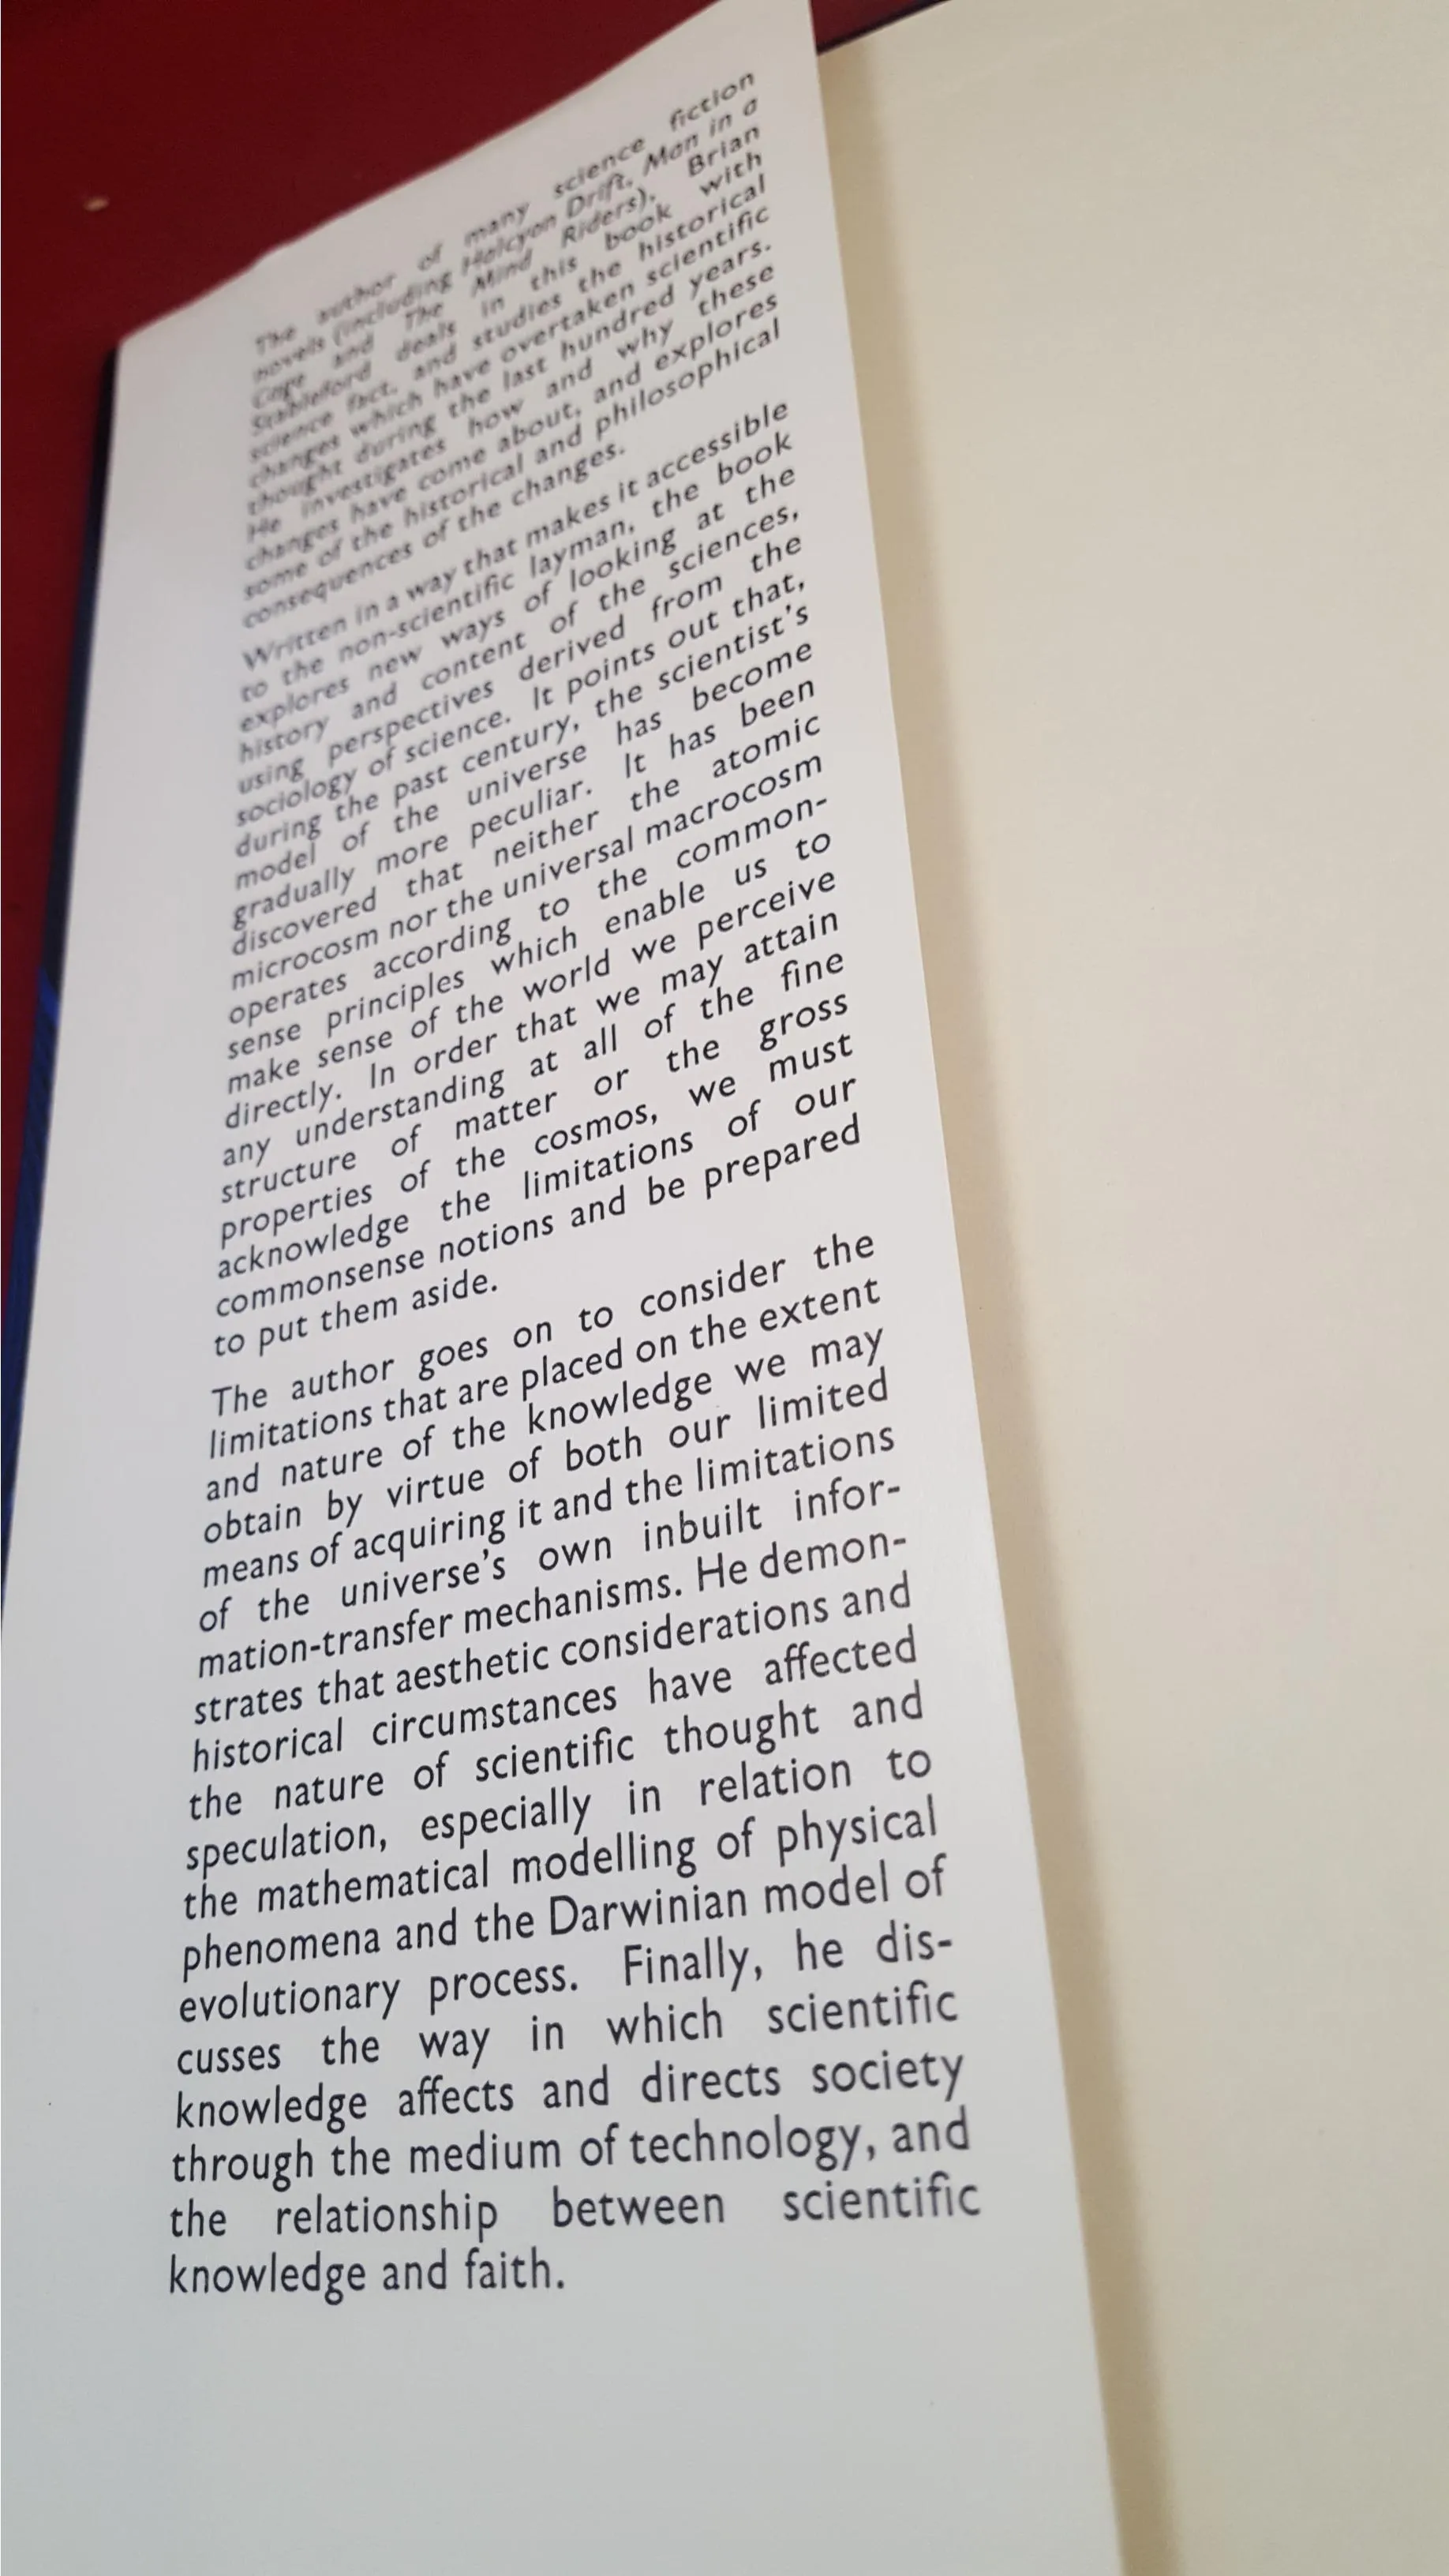 The author of many science fiction
novels (including Halcyon Drift, Man in a
Cage and The Mind Riders), Brian
Stableford deals in this book with
science fact, and studies the historical
changes which have overtaken scientific
thought during the last hundred years.
He investigates how and why these
changes have come about, and explores
some of the historical and philosophical
consequences of the changes.
Written in a way that makes it accessible
to the non-scientific layman, the book
explores new ways of looking at the
history and content of the sciences,
using perspectives derived from the
sociology of science. It points out that,
during the past century, the scientist's
model of the universe has become
gradually more peculiar. It has been
discovered that neither the atomic
microcosm nor the universal macrocosm
operates according to the common-
sense principles which enable us to
make sense of the world we perceive
directly. In order that we may attain
any understanding at all of the fine
structure of matter or the gross
properties of the cosmos, we must
acknowledge the limitations of our
commonsense notions and be prepared
to put them aside.
The author goes on to consider the
limitations that are placed on the extent
and nature of the knowledge we may
obtain by virtue of both our limited
means of acquiring it and the limitations
of the universe's own inbuilt infor-
mation-transfer mechanisms. He demon-
strates that aesthetic considerations and
historical circumstances have affected
the nature of scientific thought and
speculation, especially in relation to
the mathematical modelling of physical
phenomena and the Darwinian model of
evolutionary process. Finally, he dis-
cusses the way in which scientific
knowledge affects and directs society
through the medium of technology, and
the relationship between scientific
knowledge and faith.